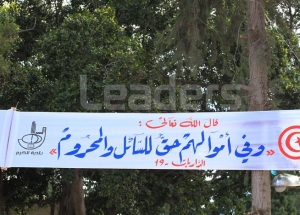 Leaders
قال الله تعالى:
«وفي أموالهم حق للسائل والمحروم»
الذاريات -19